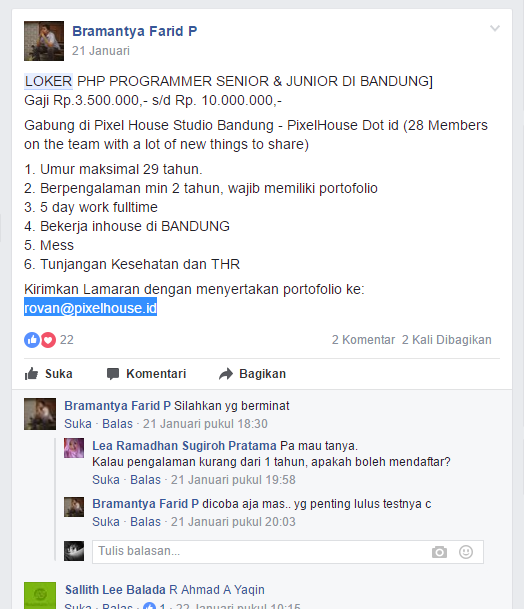 Bramantya Farid P
21 Januari
LOKER PHP PROGRAMMER SENIOR & JUNIOR DI BANDUNG]
Gaji Rp.3.500.000,- s/d Rp. 10.000.000,-
Gabung di Pixel House Studio Bandung - PixelHouse Dot id (28 Members
on the team with a lot of new things to share)
1. Umur maksimal 29 tahun.
2. Berpengalaman min 2 tahun, wajib memiliki portofolio
3. 5 day work fulltime
4. Bekerja inhouse di BANDUNG
5. Mess
6. Tunjangan Kesehatan dan THR
Kirimkan Lamaran dengan menyertakan portofolio ke:
rovan@pixelhouse.id
22 2 Komentar 2 Kali Dibagikan
Suka Komentari Bagikan
Bramantya Farid P Silahkan yg berminat
Suka · Balas · 21 Januari pukul 18:30
Lea Ramadhan Sugiroh Pratama Pa mau tanya.
Kalau pengalaman kurang dari 1 tahun, apakah boleh mendaftar?
Suka · Balas · 21 Januari pukul 19:58
Bramantya Farid P dicoba aja mas.. yg penting lulus testnya c
Suka · Balas · 21 Januari pukul 20:03
Tulis balasan...
Sallith Lee Balada R Ahmad A Yaqin
Suka · Balas · 1 · 22 Januari pukul 10:15